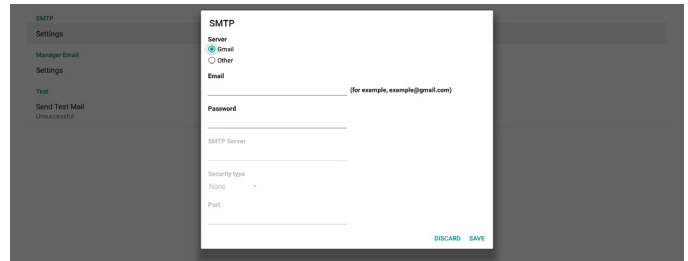 SMTP
Settings
Manager Email
Settings
Test
Send Test Mail
Unsuccessful
SMTP
Server
Gmail
Other
Email
(for example, example@gmail.com)
Password
SMTP Server
Security type
None
Port
DISCARD SAVE